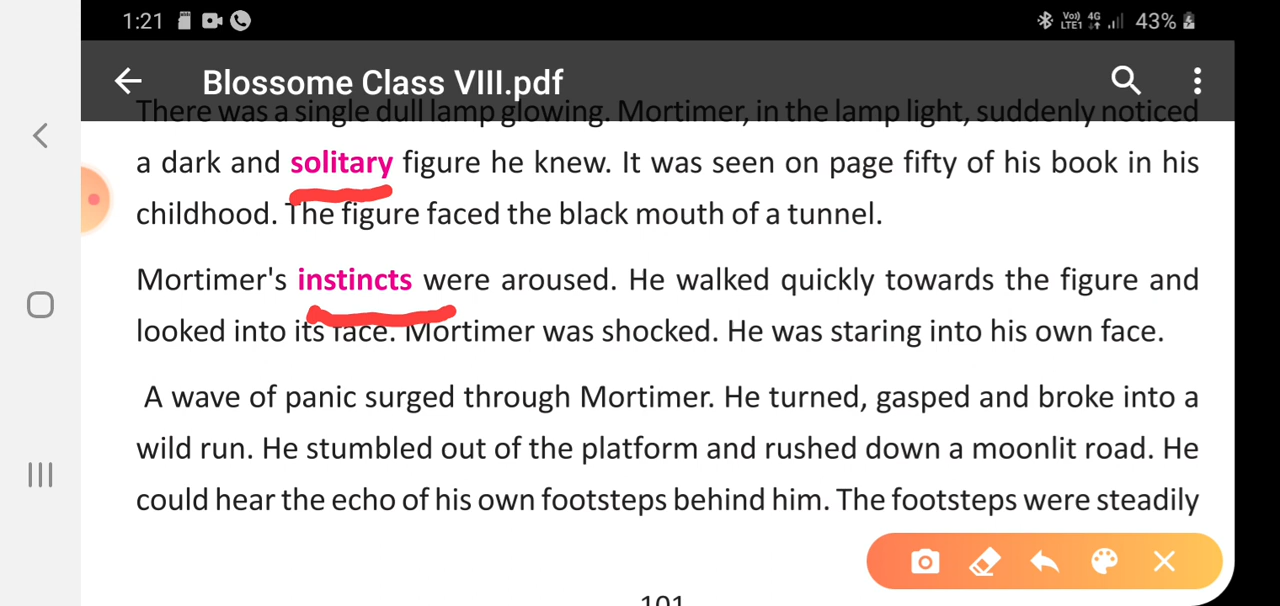 1:21 Vo) LTE1 4G 43%
Blossome Class VIII.pdf
There was a single dull lamp glowing. Mortimer, in the lamp light, suddenly noticed
a dark and solitary figure he knew. It was seen on page fifty of his book in his
childhood. The figure faced the black mouth of a tunnel.
Mortimer's instincts were aroused. He walked quickly towards the figure and
looked into its face. Mortimer was shocked. He was staring into his own face.
A wave of panic surged through Mortimer. He turned, gasped and broke into a
wild run. He stumbled out of the platform and rushed down a moonlit road. He
could hear the echo of his own footsteps behind him. The footsteps were steadily
101